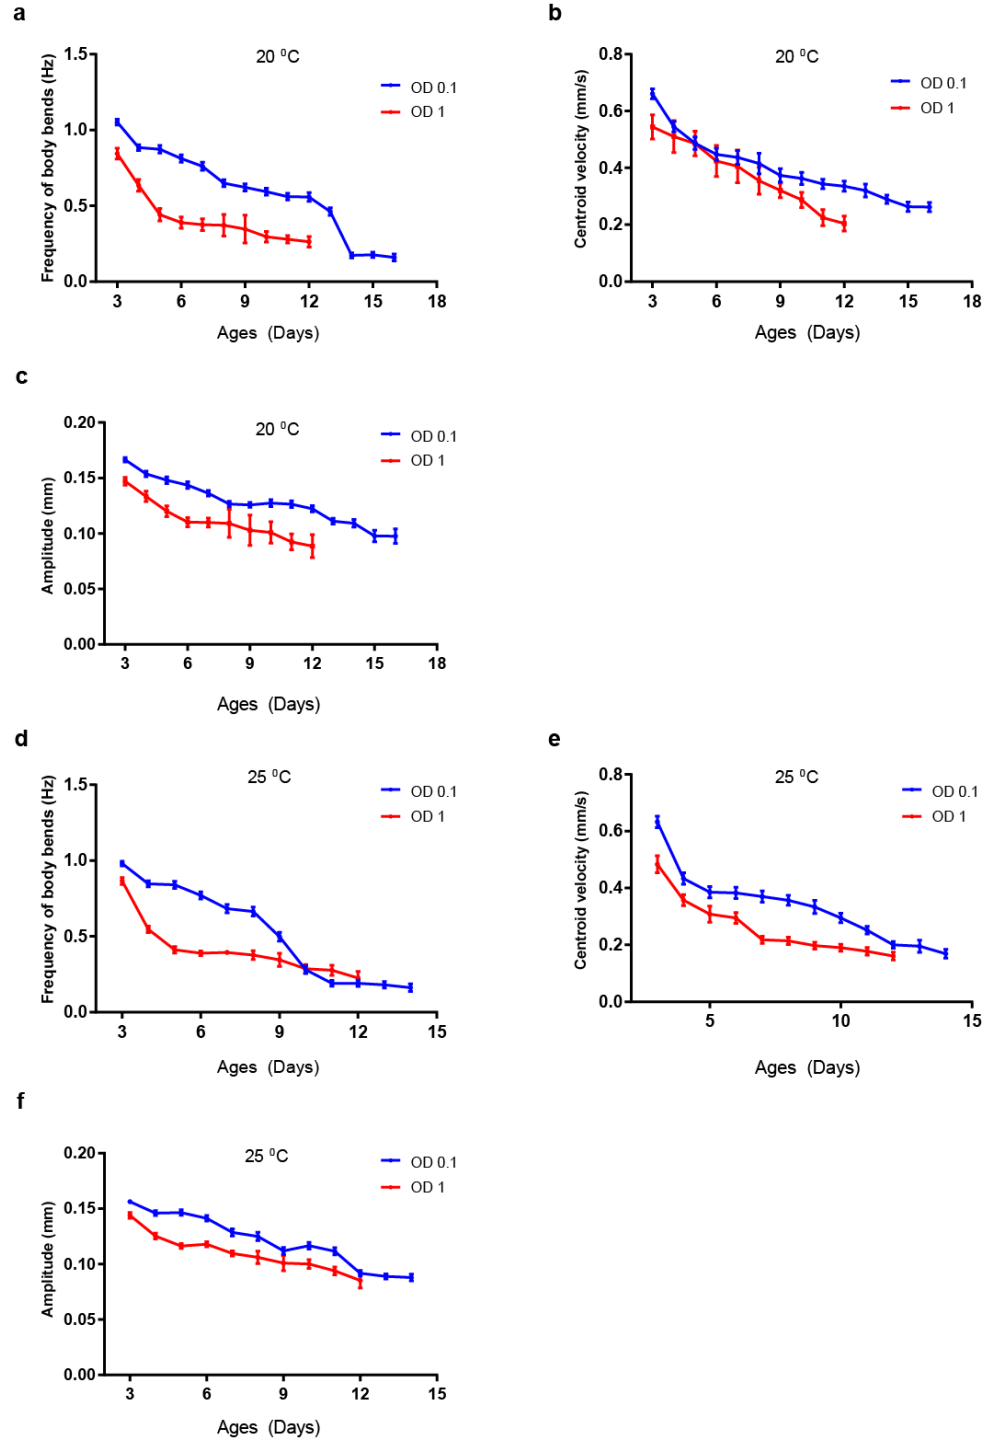 a
20 ⁰C
Frequency of body bends (Hz)
1.5
1.0
0.5
0.0
3 6 9 12 15 18
Ages (Days)
OD 0.1
OD 1
b
20 ⁰C
Centroid velocity (mm/s)
0.8
0.6
0.4
0.2
0.0
3 6 9 12 15 18
Ages (Days)
OD 0.1
OD 1
c
20 ⁰C
Amplitude (mm)
0.20
0.15
0.10
0.05
0.00
3 6 9 12 15 18
Ages (Days)
OD 0.1
OD 1
d
25 ⁰C
Frequency of body bends (Hz)
1.5
1.0
0.5
0.0
3 6 9 12 15
Ages (Days)
OD 0.1
OD 1
e
25 ⁰C
Centroid velocity (mm/s)
0.8
0.6
0.4
0.2
0.0
5 10 15
Ages (Days)
OD 0.1
OD 1
f
25 ⁰C
Amplitude (mm)
0.20
0.15
0.10
0.05
0.00
3 6 9 12 15
Ages (Days)
OD 0.1
OD 1